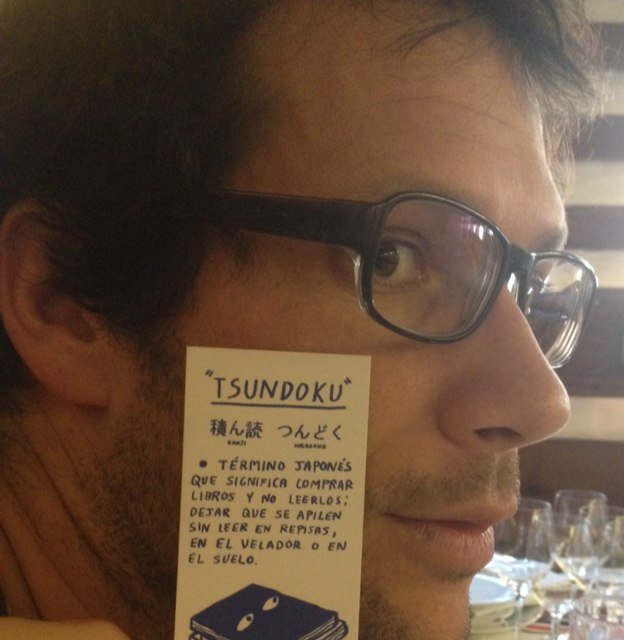 "TSUNDOKU"
積ん読 つんどく
KANJI HIRAGANA
• TÉRMINO JAPONÉS
QUE SIGNIFICA COMPRAR
LIBROS Y NO LEERLOS;
DEJAR QUE SE APILEN
SIN LEER EN REPISAS,
EN EL VELADOR O EN
EL SUELO.